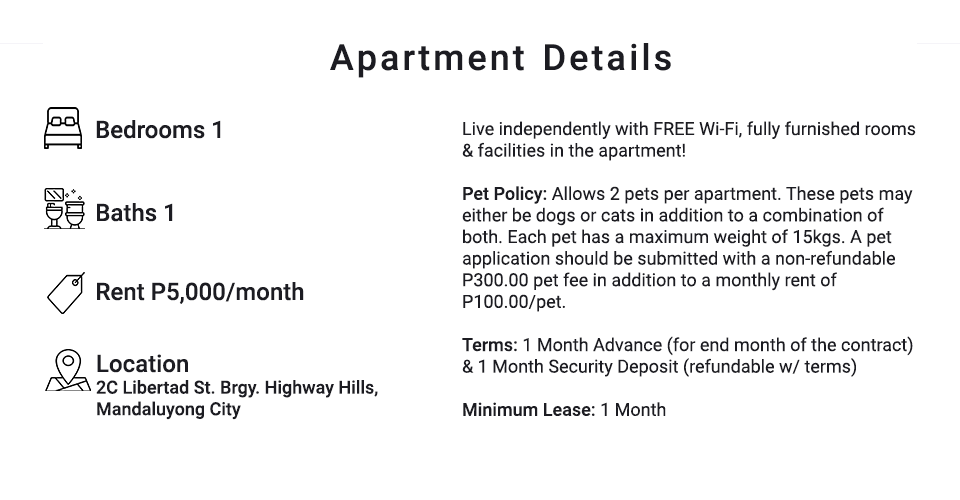 Apartment Details
Bedrooms 1
Baths 1
Rent P5,000/month
Location
2C Libertad St. Brgy. Highway Hills,
Mandaluyong City
Live independently with FREE Wi-Fi, fully furnished rooms
& facilities in the apartment!
Pet Policy: Allows 2 pets per apartment. These pets may
either be dogs or cats in addition to a combination of
both. Each pet has a maximum weight of 15kgs. A pet
application should be submitted with a non-refundable
P300.00 pet fee in addition to a monthly rent of
P100.00/pet.
Terms: 1 Month Advance (for end month of the contract)
& 1 Month Security Deposit (refundable w/ terms)
Minimum Lease: 1 Month